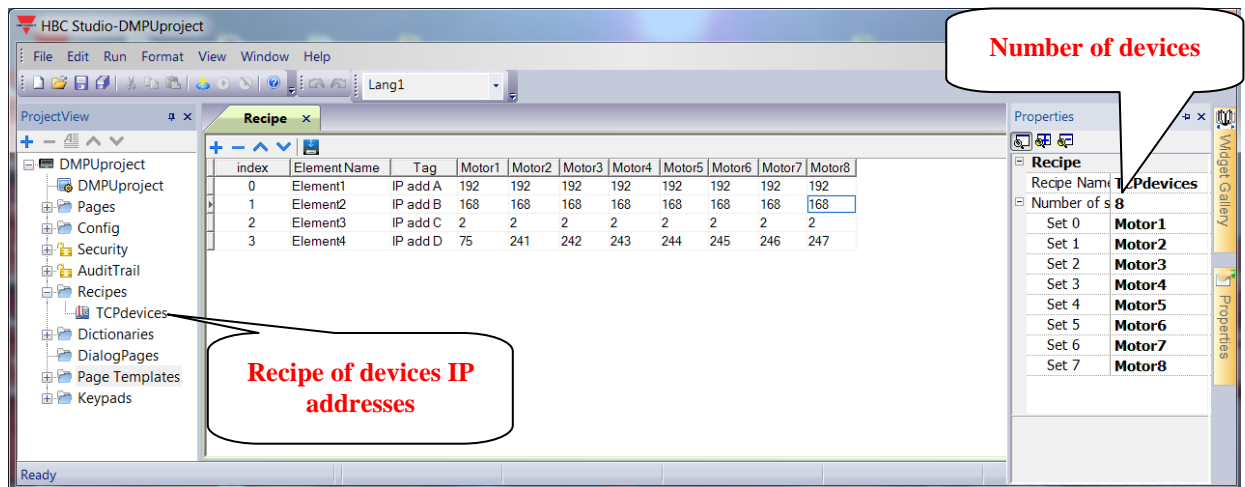 HBC Studio-DMPUproject
Number of devices
File Edit Run Format View Window Help
Lang1
ProjectView
Recipe
Properties
DMPUproject
DMPUproject
Pages
Config
Security
AuditTrail
Recipes
TCPdevices
Dictionaries
DialogPages
Page Templates
Keypads
index Element Name Tag Motor1 Motor2 Motor3 Motor4 Motor5 Motor6 Motor7 Motor8
0 Element1 IP add A 192 192 192 192 192 192 192 192
1 Element2 IP add B 168 168 168 168 168 168 168 168
2 Element3 IP add C 2 2 2 2 2 2 2 2
3 Element4 IP add D 75 241 242 243 244 245 246 247
Recipe of devices IP
addresses
Recipe
Recipe Name TCPdevices
Number of s 8
Set 0 Motor1
Set 1 Motor2
Set 2 Motor3
Set 3 Motor4
Set 4 Motor5
Set 5 Motor6
Set 6 Motor7
Set 7 Motor8
Widget Gallery
Properties
Ready